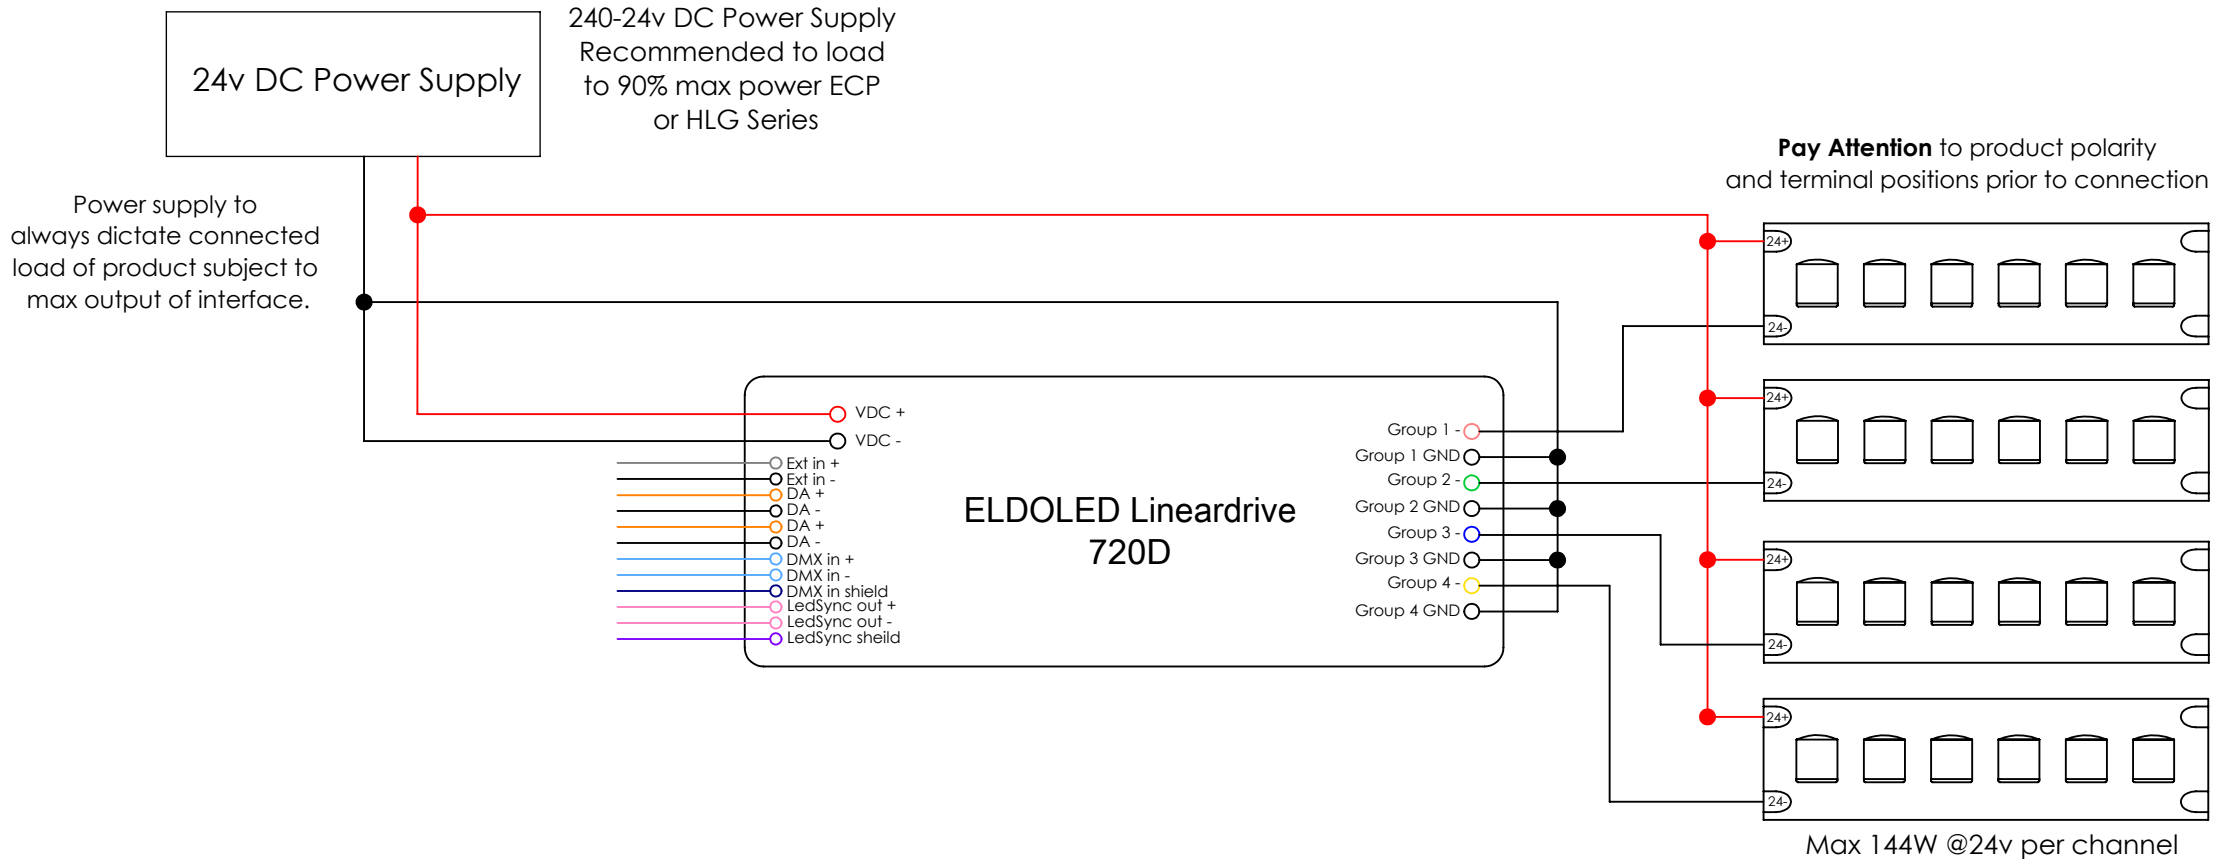 24v DC Power Supply
240-24v DC Power Supply
Recommended to load
to 90% max power ECP
or HLG Series
Power supply to
always dictate connected
load of product subject to
max output of interface.
Pay Attention to product polarity
and terminal positions prior to connection
VDC +
VDC -
Ext in +
Ext in -
DA +
DA -
DA +
DA -
DMX in +
DMX in -
DMX in shield
LedSync out +
LedSync out -
LedSync sheild
ELDOLED Lineardrive
720D
Group 1 -
Group 1 GND
Group 2 -
Group 2 GND
Group 3 -
Group 3 GND
Group 4 -
Group 4 GND
24+
24-
24+
24-
24+
24-
24+
24-
Max 144W @24v per channel